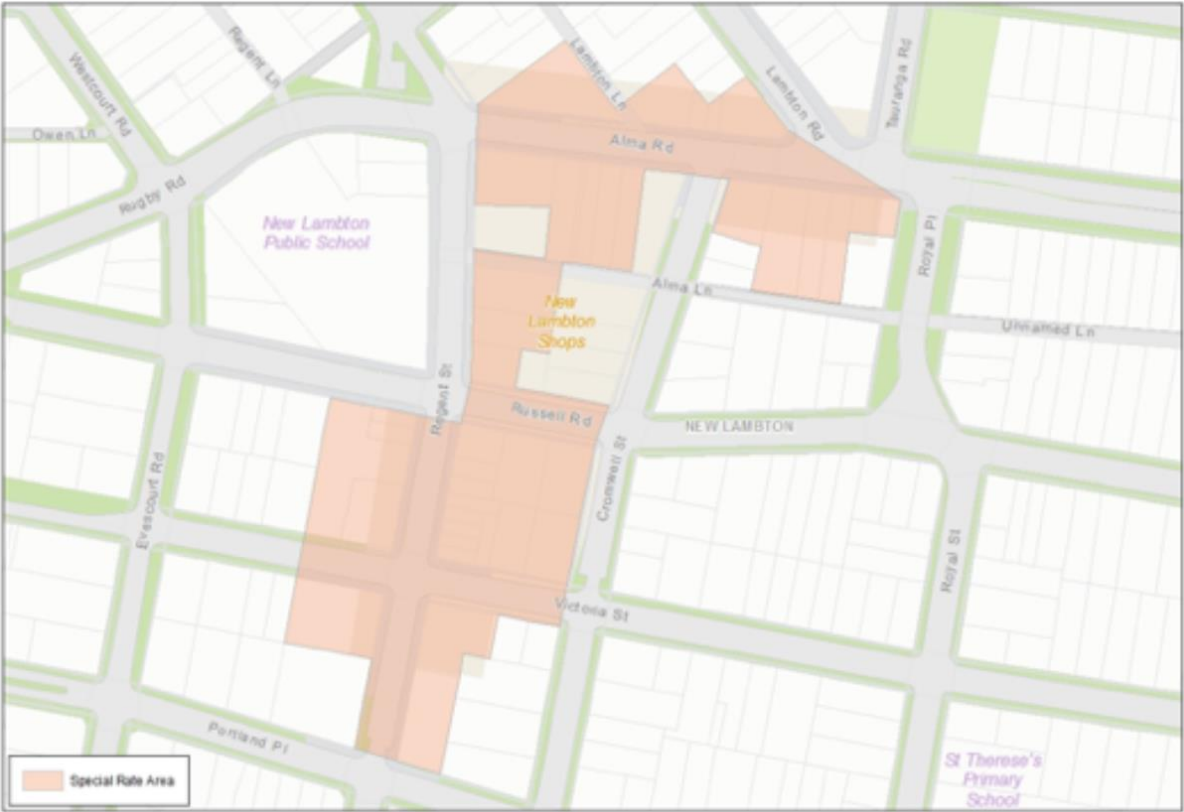 Regent Ln
Lambton Ln
Westcourt Rd
Lambton Rd
Tauranga Rd
Owen Ln
Alma Rd
Rugby Rd
New Lambton
Public School
Royal Pl
Alma Ln
New
Lambton
Shops
Unnamed Ln
Regent St
Russell Rd
NEW LAMBTON
Cromwell St
Evescourt Rd
Royal St
Victoria St
Portland Pl
St Therese's
Primary
School
Special Rate Area